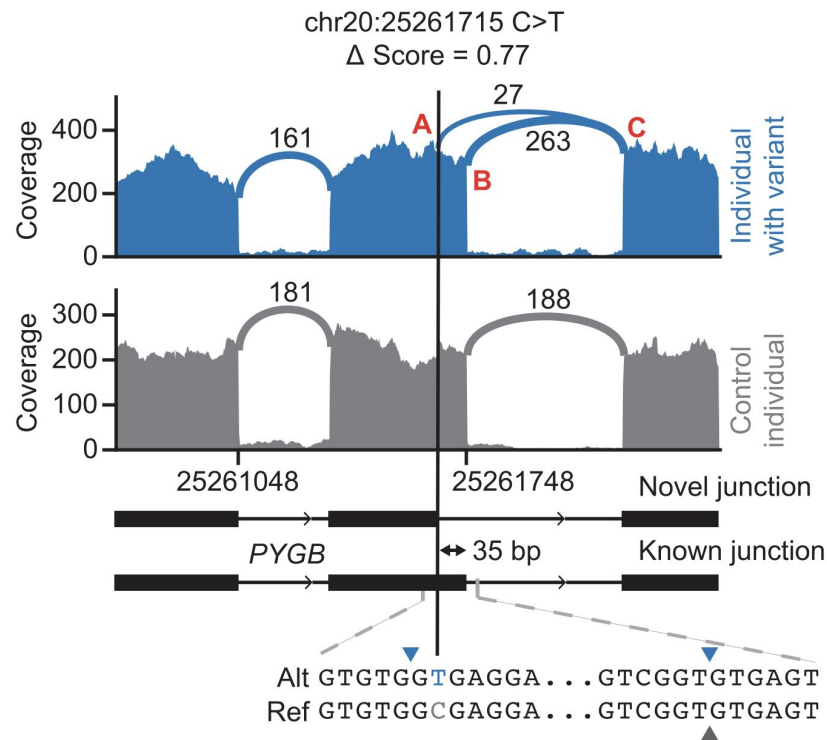 chr20:25261715 C>T
Δ Score = 0.77
Coverage
400
200
0
161
A
27
263
B
C
Individual
with variant
Coverage
300
200
100
0
181
188
Control
individual
25261048
25261748
Novel junction
PYGB
35 bp
Known junction
Alt GTGTGGTGAGGA...GTCGGTGTGAGT
Ref GTGTGGCGAGGA...GTCGGTGTGAGT